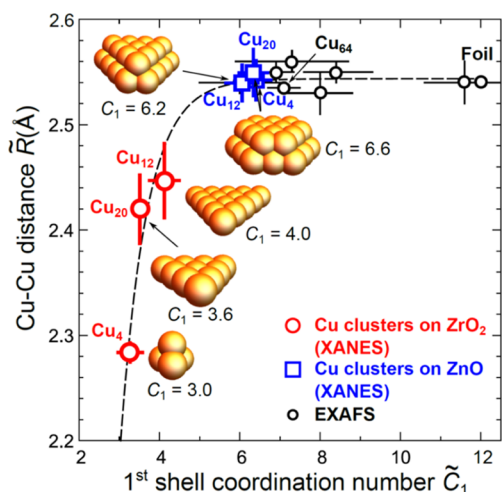 2.6
2.5
2.4
2.3
2.2
Cu-Cu distance R̃(Å)
Cu20
Cu64
Foil
Cu12
Cu4
C1 = 6.2
C1 = 6.6
Cu12
Cu20
C1 = 4.0
C1 = 3.6
Cu4
C1 = 3.0
Cu clusters on ZrO2
(XANES)
Cu clusters on ZnO
(XANES)
EXAFS
2 4 6 8 10 12
1st shell coordination number C̃1